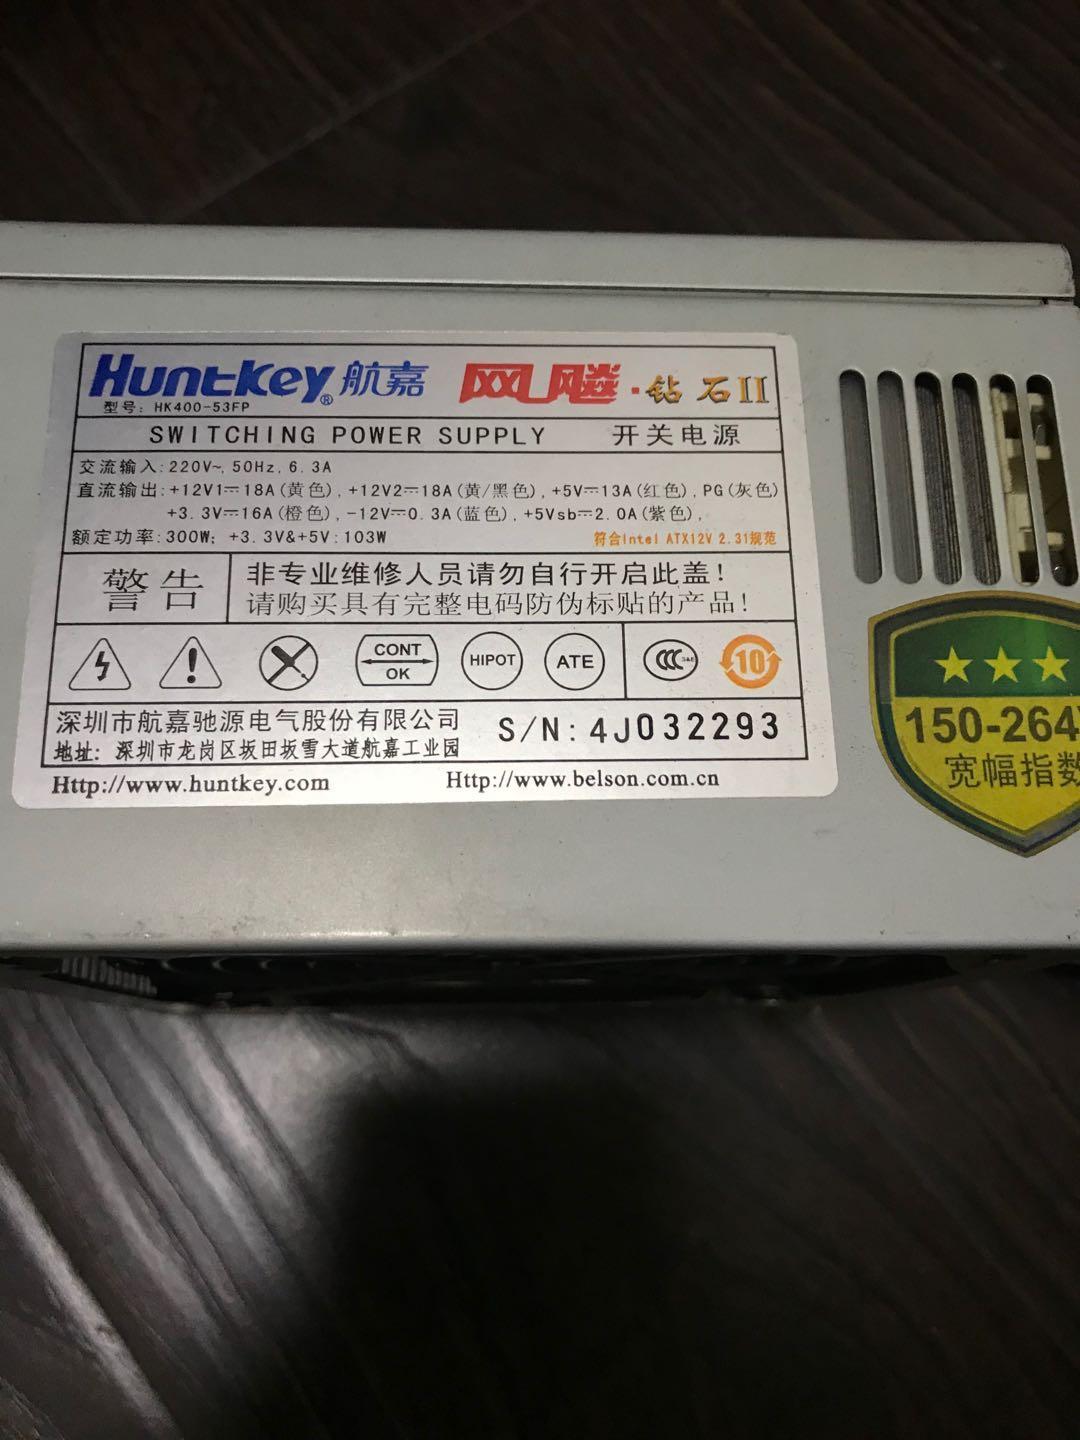 Huntkey® 航嘉 网飚·钻石II
型号: HK400-53FP
SWITCHING POWER SUPPLY 开关电源
交流输入: 220V~, 50Hz, 6.3A
直流输出: +12V1⎓18A(黄色), +12V2⎓18A(黄/黑色), +5V⎓13A(红色), PG(灰色)
+3.3V⎓16A(橙色), -12V⎓0.3A(蓝色), +5Vsb⎓2.0A(紫色),
额定功率: 300W; +3.3V&+5V: 103W 符合Intel ATX12V 2.31规范
警告
非专业维修人员请勿自行开启此盖!
请购买具有完整电码防伪标贴的产品!
CONT OK HIPOT ATE CCC S&E 10
深圳市航嘉驰源电气股份有限公司 S/N: 4J032293
地址: 深圳市龙岗区坂田坂雪大道航嘉工业园
Http://www.huntkey.com Http://www.belson.com.cn
150-264
宽幅指数